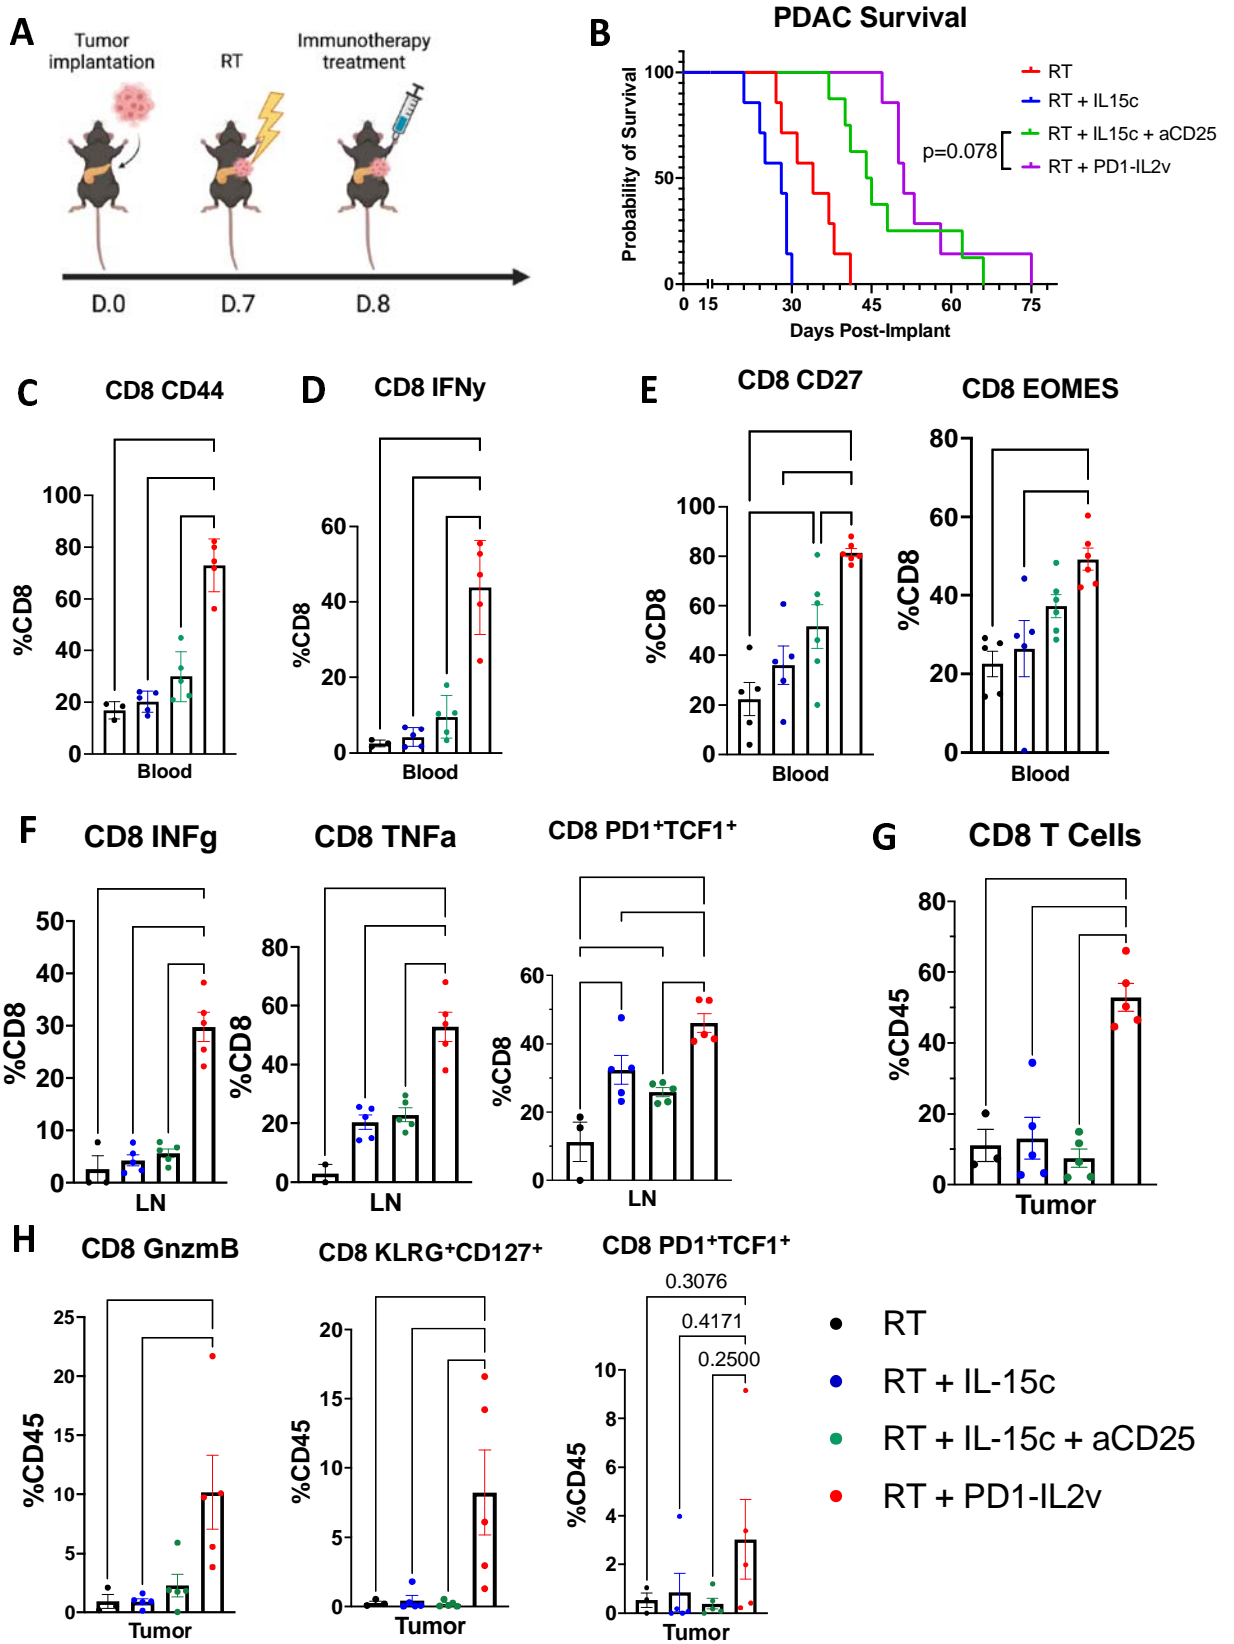 A
Tumor
implantation
RT
Immunotherapy
treatment
D.0
D.7
D.8
B
PDAC Survival
Probability of Survival
100
50
0
0 15 30 45 60 75
Days Post-Implant
RT
RT + IL15c
RT + IL15c + aCD25
RT + PD1-IL2v
p=0.078
C
CD8 CD44
%CD8
100
80
60
40
20
0
Blood
D
CD8 IFNy
%CD8
60
40
20
0
Blood
E
CD8 CD27
%CD8
100
80
60
40
20
0
Blood
CD8 EOMES
%CD8
80
60
40
20
0
Blood
F
CD8 INFg
%CD8
50
40
30
20
10
0
LN
CD8 TNFa
%CD8
80
60
40
20
0
CD8 PD1+TCF1+
%CD8
60
40
20
0
LN
G
CD8 T Cells
%CD45
80
60
40
20
0
Tumor
H
CD8 GnzmB
%CD45
25
20
15
10
5
0
Tumor
CD8 KLRG+CD127+
%CD45
20
15
10
5
0
Tumor
CD8 PD1+TCF1+
0.3076
0.4171
0.2500
%CD45
10
8
6
4
2
0
Tumor
RT
RT + IL-15c
RT + IL-15c + aCD25
RT + PD1-IL2v